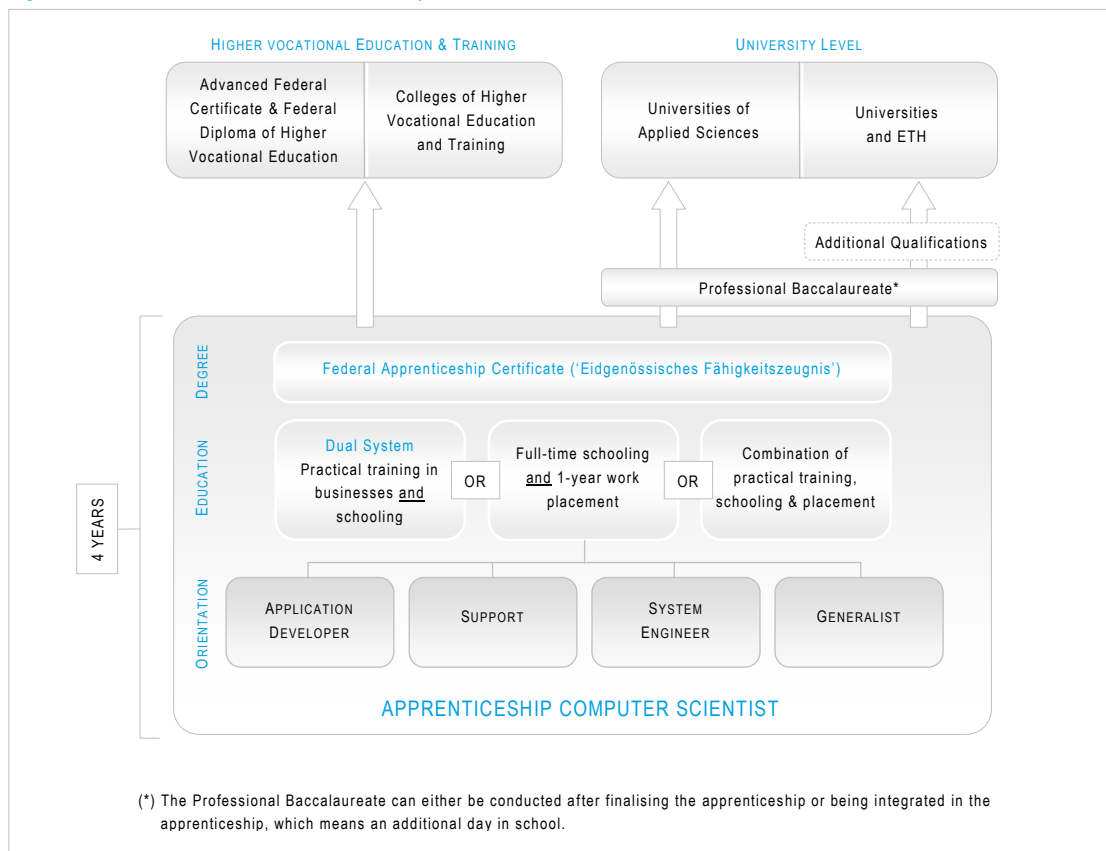 HIGHER VOCATIONAL EDUCATION & TRAINING
UNIVERSITY LEVEL
Advanced Federal
Certificate & Federal
Diploma of Higher
Vocational Education
Colleges of Higher
Vocational Education
and Training
Universities of
Applied Sciences
Universities
and ETH
Additional Qualifications
Professional Baccalaureate*
4 YEARS
DEGREE
Federal Apprenticeship Certificate (‘Eidgenössisches Fähigkeitszeugnis’)
EDUCATION
Dual System
Practical training in
businesses and
schooling
OR
Full-time schooling
and 1-year work
placement
OR
Combination of
practical training,
schooling & placement
ORIENTATION
APPLICATION
DEVELOPER
SUPPORT
SYSTEM
ENGINEER
GENERALIST
APPRENTICESHIP COMPUTER SCIENTIST
(*) The Professional Baccalaureate can either be conducted after finalising the apprenticeship or being integrated in the
apprenticeship, which means an additional day in school.